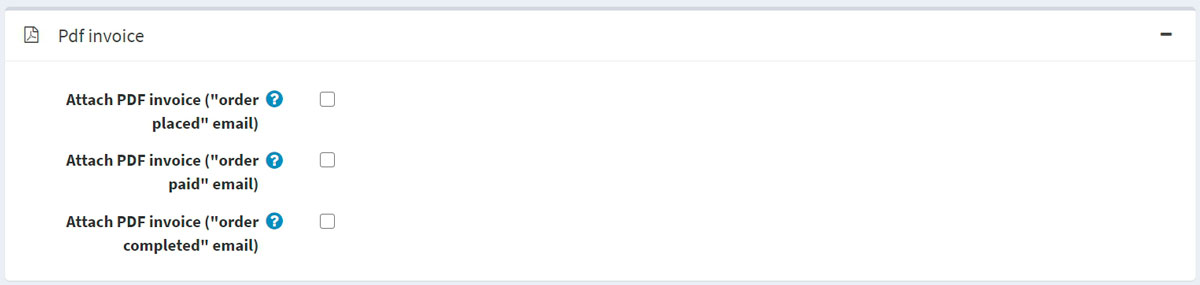 Pdf invoice
Attach PDF invoice ("order
placed" email)
Attach PDF invoice ("order
paid" email)
Attach PDF invoice ("order
completed" email)